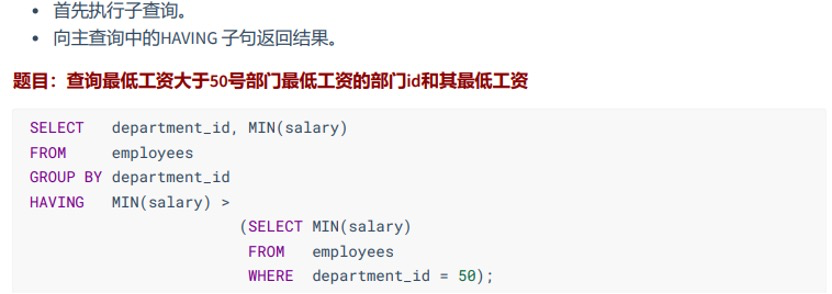 • 首先执行子查询。
• 向主查询中的HAVING 子句返回结果。
题目：查询最低工资大于50号部门最低工资的部门id和其最低工资
SELECT   department_id, MIN(salary)
FROM     employees
GROUP BY department_id
HAVING   MIN(salary) >
                       (SELECT MIN(salary)
                        FROM   employees
                        WHERE  department_id = 50);